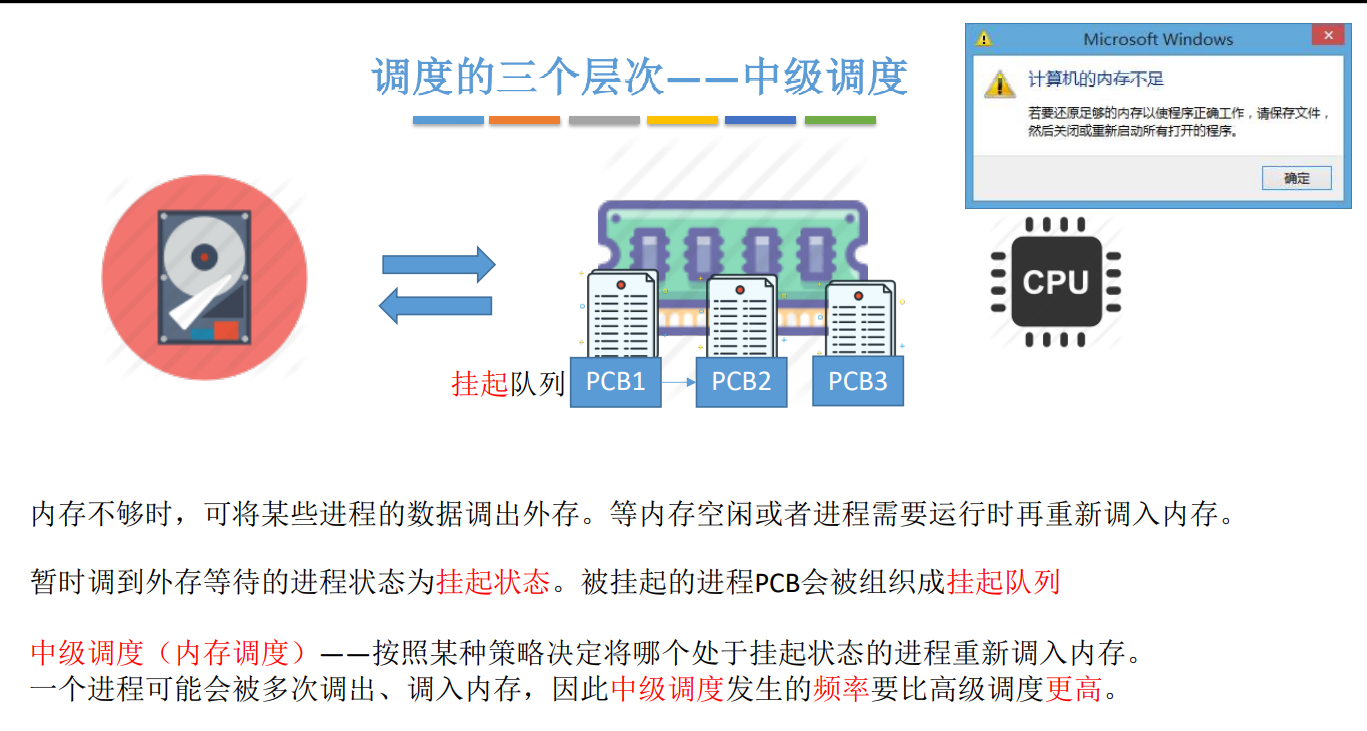 调度的三个层次——中级调度
Microsoft Windows
计算机的内存不足
若要还原足够的内存以使程序正确工作，请保存文件，
然后关闭或重新启动所有打开的程序。
确定
CPU
挂起队列
PCB1
PCB2
PCB3
内存不够时，可将某些进程的数据调出外存。等内存空闲或者进程需要运行时再重新调入内存。
暂时调到外存等待的进程状态为挂起状态。被挂起的进程PCB会被组织成挂起队列
中级调度（内存调度）——按照某种策略决定将哪个处于挂起状态的进程重新调入内存。
一个进程可能会被多次调出、调入内存，因此中级调度发生的频率要比高级调度更高。